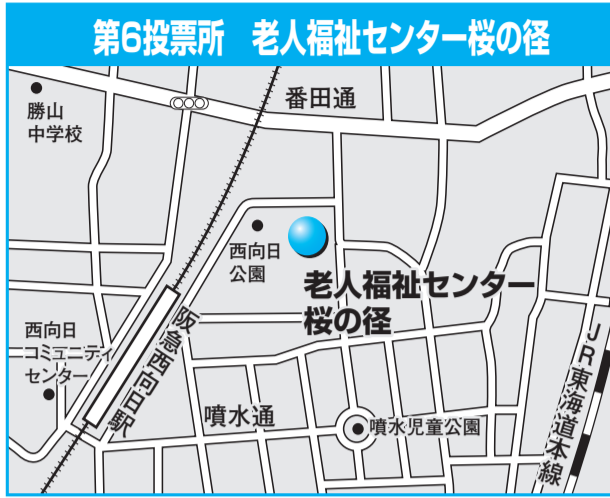 第6投票所　老人福祉センター桜の径
番田通
勝山
中学校
西向日
公園
老人福祉センター
桜の径
西向日
コミュニティ
センター
阪急西向日駅
噴水通
噴水児童公園
JR東海道本線